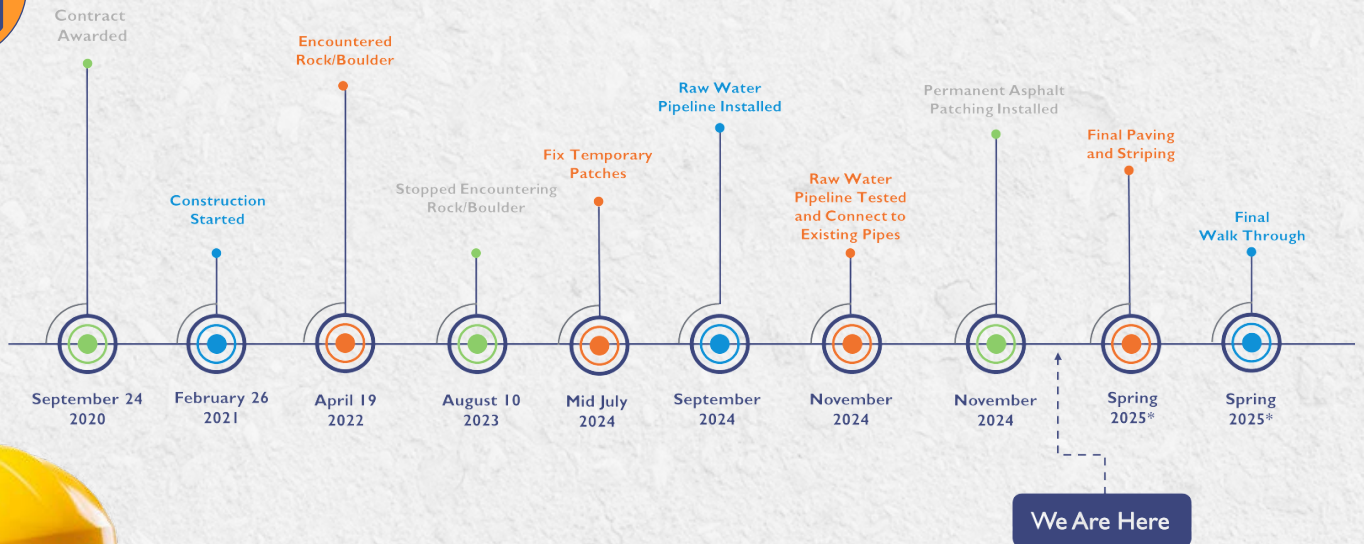 Contract
Awarded
Encountered
Rock/Boulder
Raw Water
Pipeline Installed
Permanent Asphalt
Patching Installed
Final Paving
and Striping
Fix Temporary
Patches
Raw Water
Pipeline Tested
and Connect to
Existing Pipes
Stopped Encountering
Rock/Boulder
Construction
Started
Final
Walk Through
September 24
2020
February 26
2021
April 19
2022
August 10
2023
Mid July
2024
September
2024
November
2024
November
2024
Spring
2025*
Spring
2025*
We Are Here